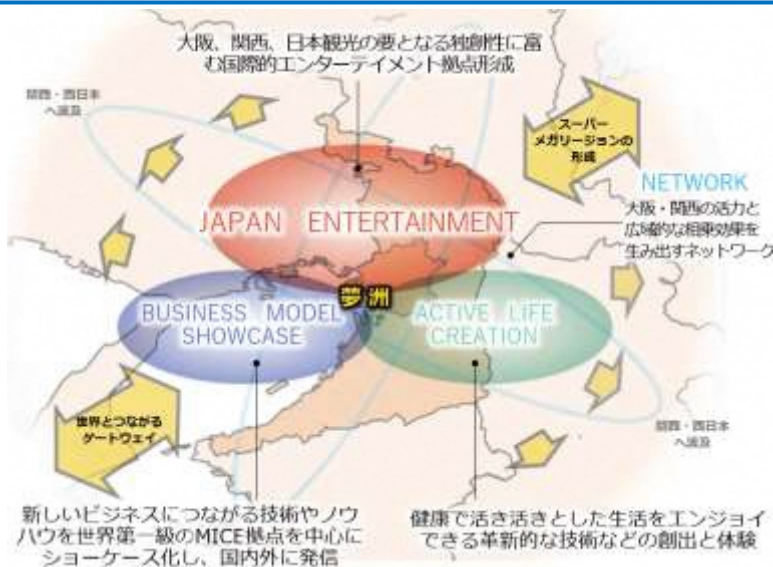 大阪、関西、日本観光の要となる独創性に富
む国際的エンターテイメント拠点形成
関西・西日本
へ波及
スーパー
メガリージョンの
形成
NETWORK
大阪・関西の活力と
広域的な相乗効果を
生み出すネットワーク
JAPAN ENTERTAINMENT
夢洲
BUSINESS MODEL
SHOWCASE
ACTIVE LIFE
CREATION
世界とつながる
ゲートウェイ
関西・西日本
へ波及
新しいビジネスにつながる技術やノウ
ハウを世界第一級のMICE拠点を中心に
ショーケース化し、国内外に発信
健康で活き活きとした生活をエンジョイ
できる革新的な技術などの創出と体験